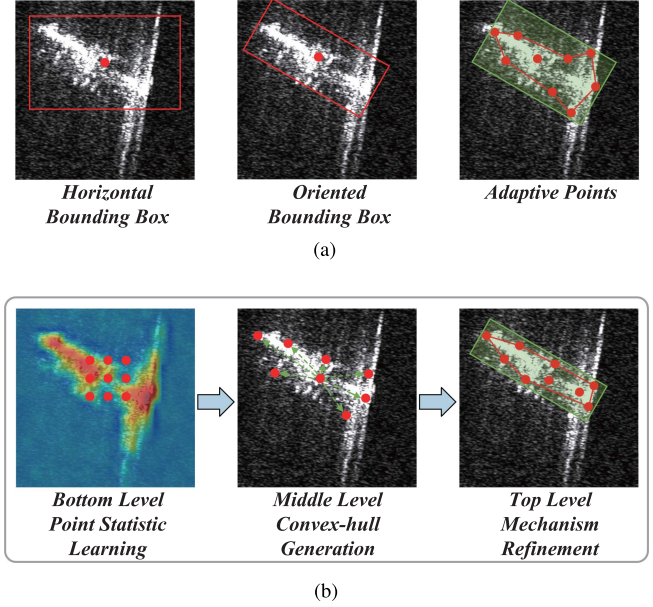 Horizontal
Bounding Box
Oriented
Bounding Box
Adaptive Points
(a)
Bottom Level
Point Statistic
Learning
Middle Level
Convex-hull
Generation
Top Level
Mechanism
Refinement
(b)